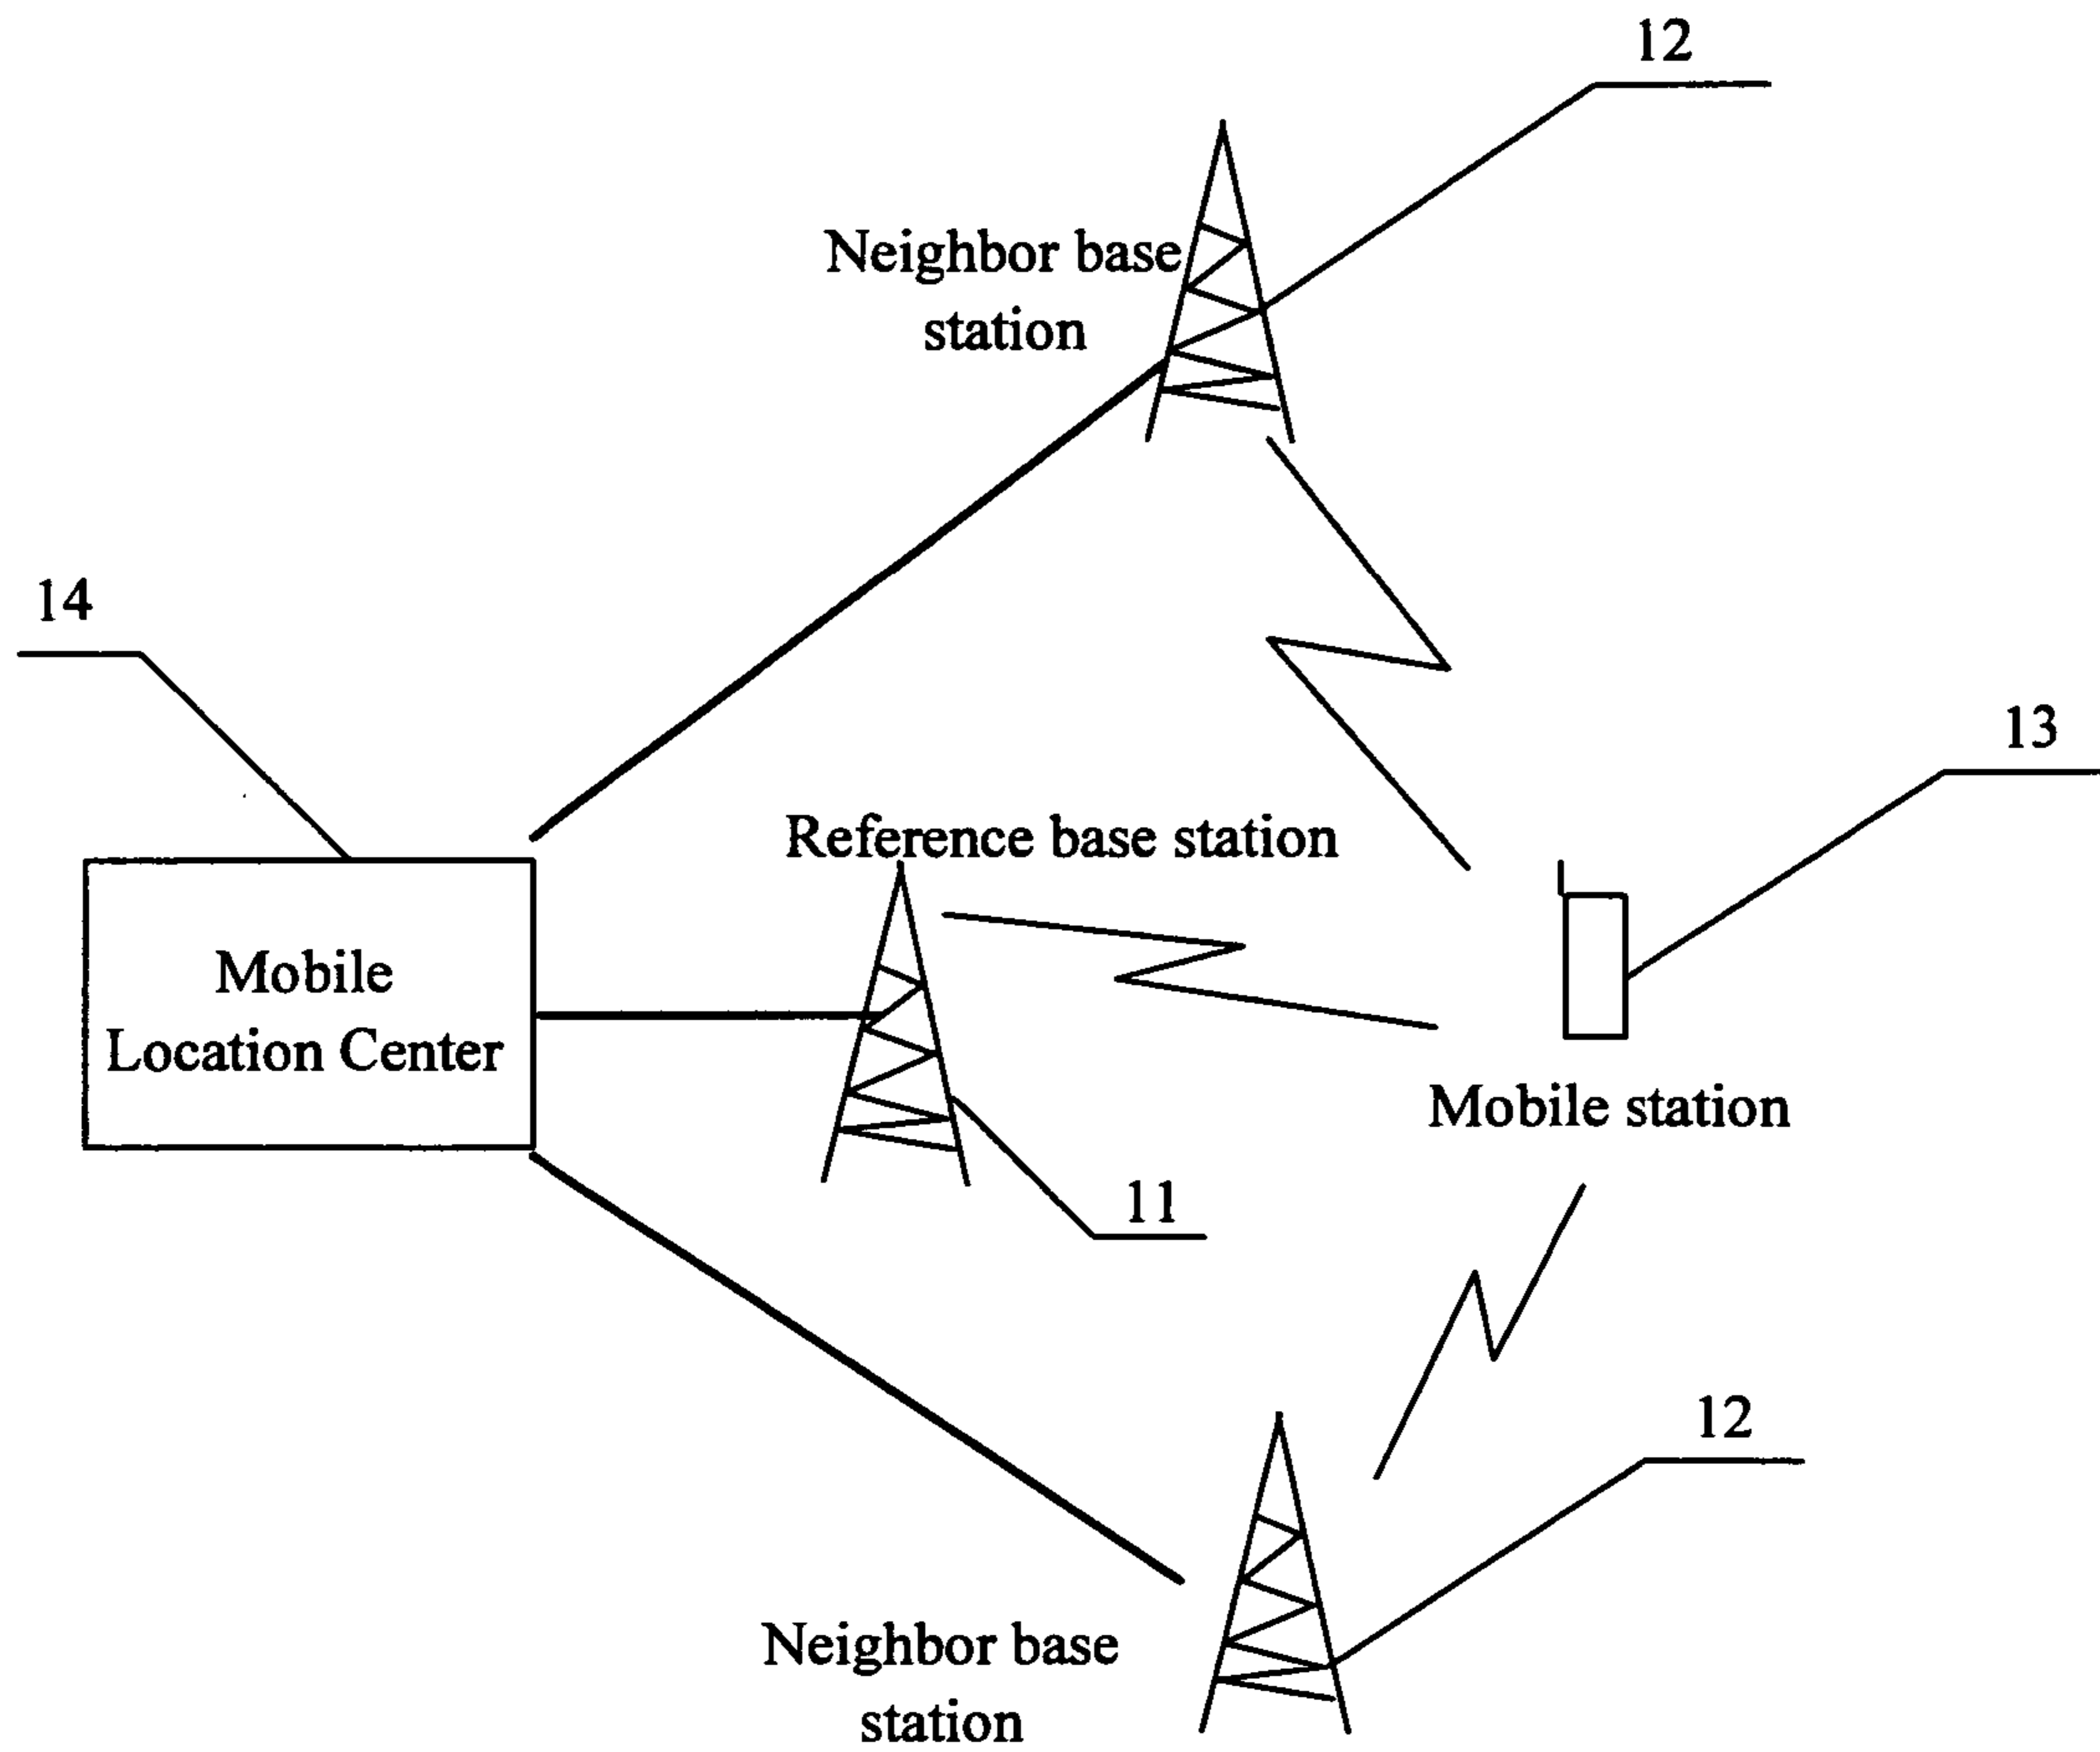 12
Neighbor base
station
14
13
Reference base station
Mobile
Location Center
Mobile station
11
12
Neighbor base
station